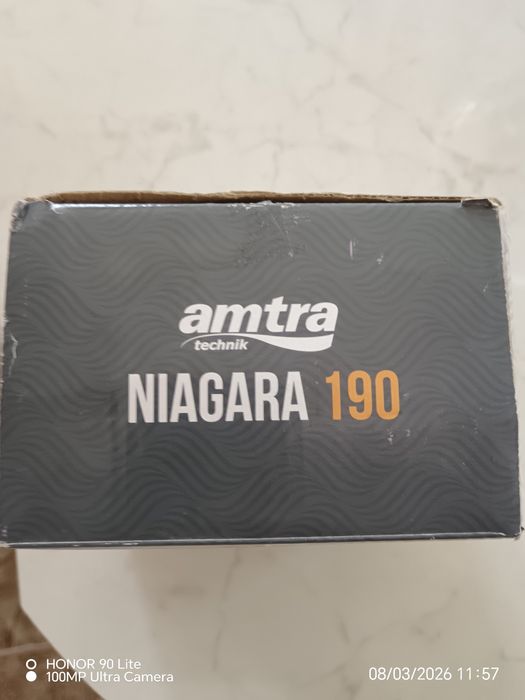 amtra
technik
NIAGARA 190
HONOR 90 Lite
100MP Ultra Camera
08/03/2026 11:57